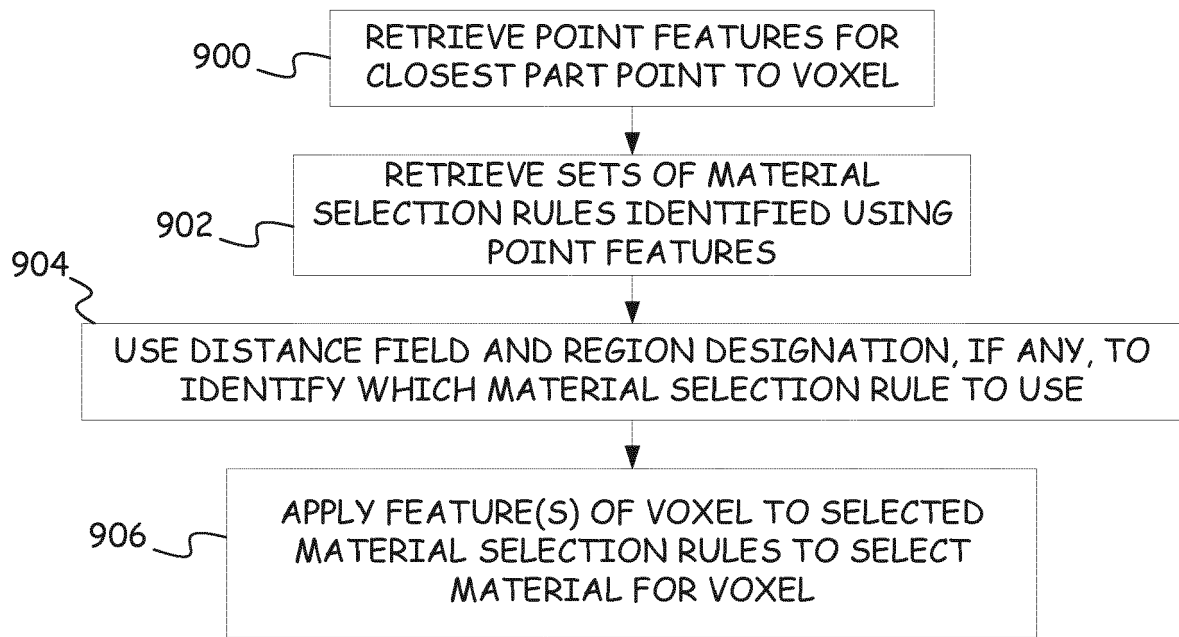 900
RETRIEVE POINT FEATURES FOR
CLOSEST PART POINT TO VOXEL
902
RETRIEVE SETS OF MATERIAL
SELECTION RULES IDENTIFIED USING
POINT FEATURES
904
USE DISTANCE FIELD AND REGION DESIGNATION, IF ANY, TO
IDENTIFY WHICH MATERIAL SELECTION RULE TO USE
906
APPLY FEATURE(S) OF VOXEL TO SELECTED
MATERIAL SELECTION RULES TO SELECT
MATERIAL FOR VOXEL